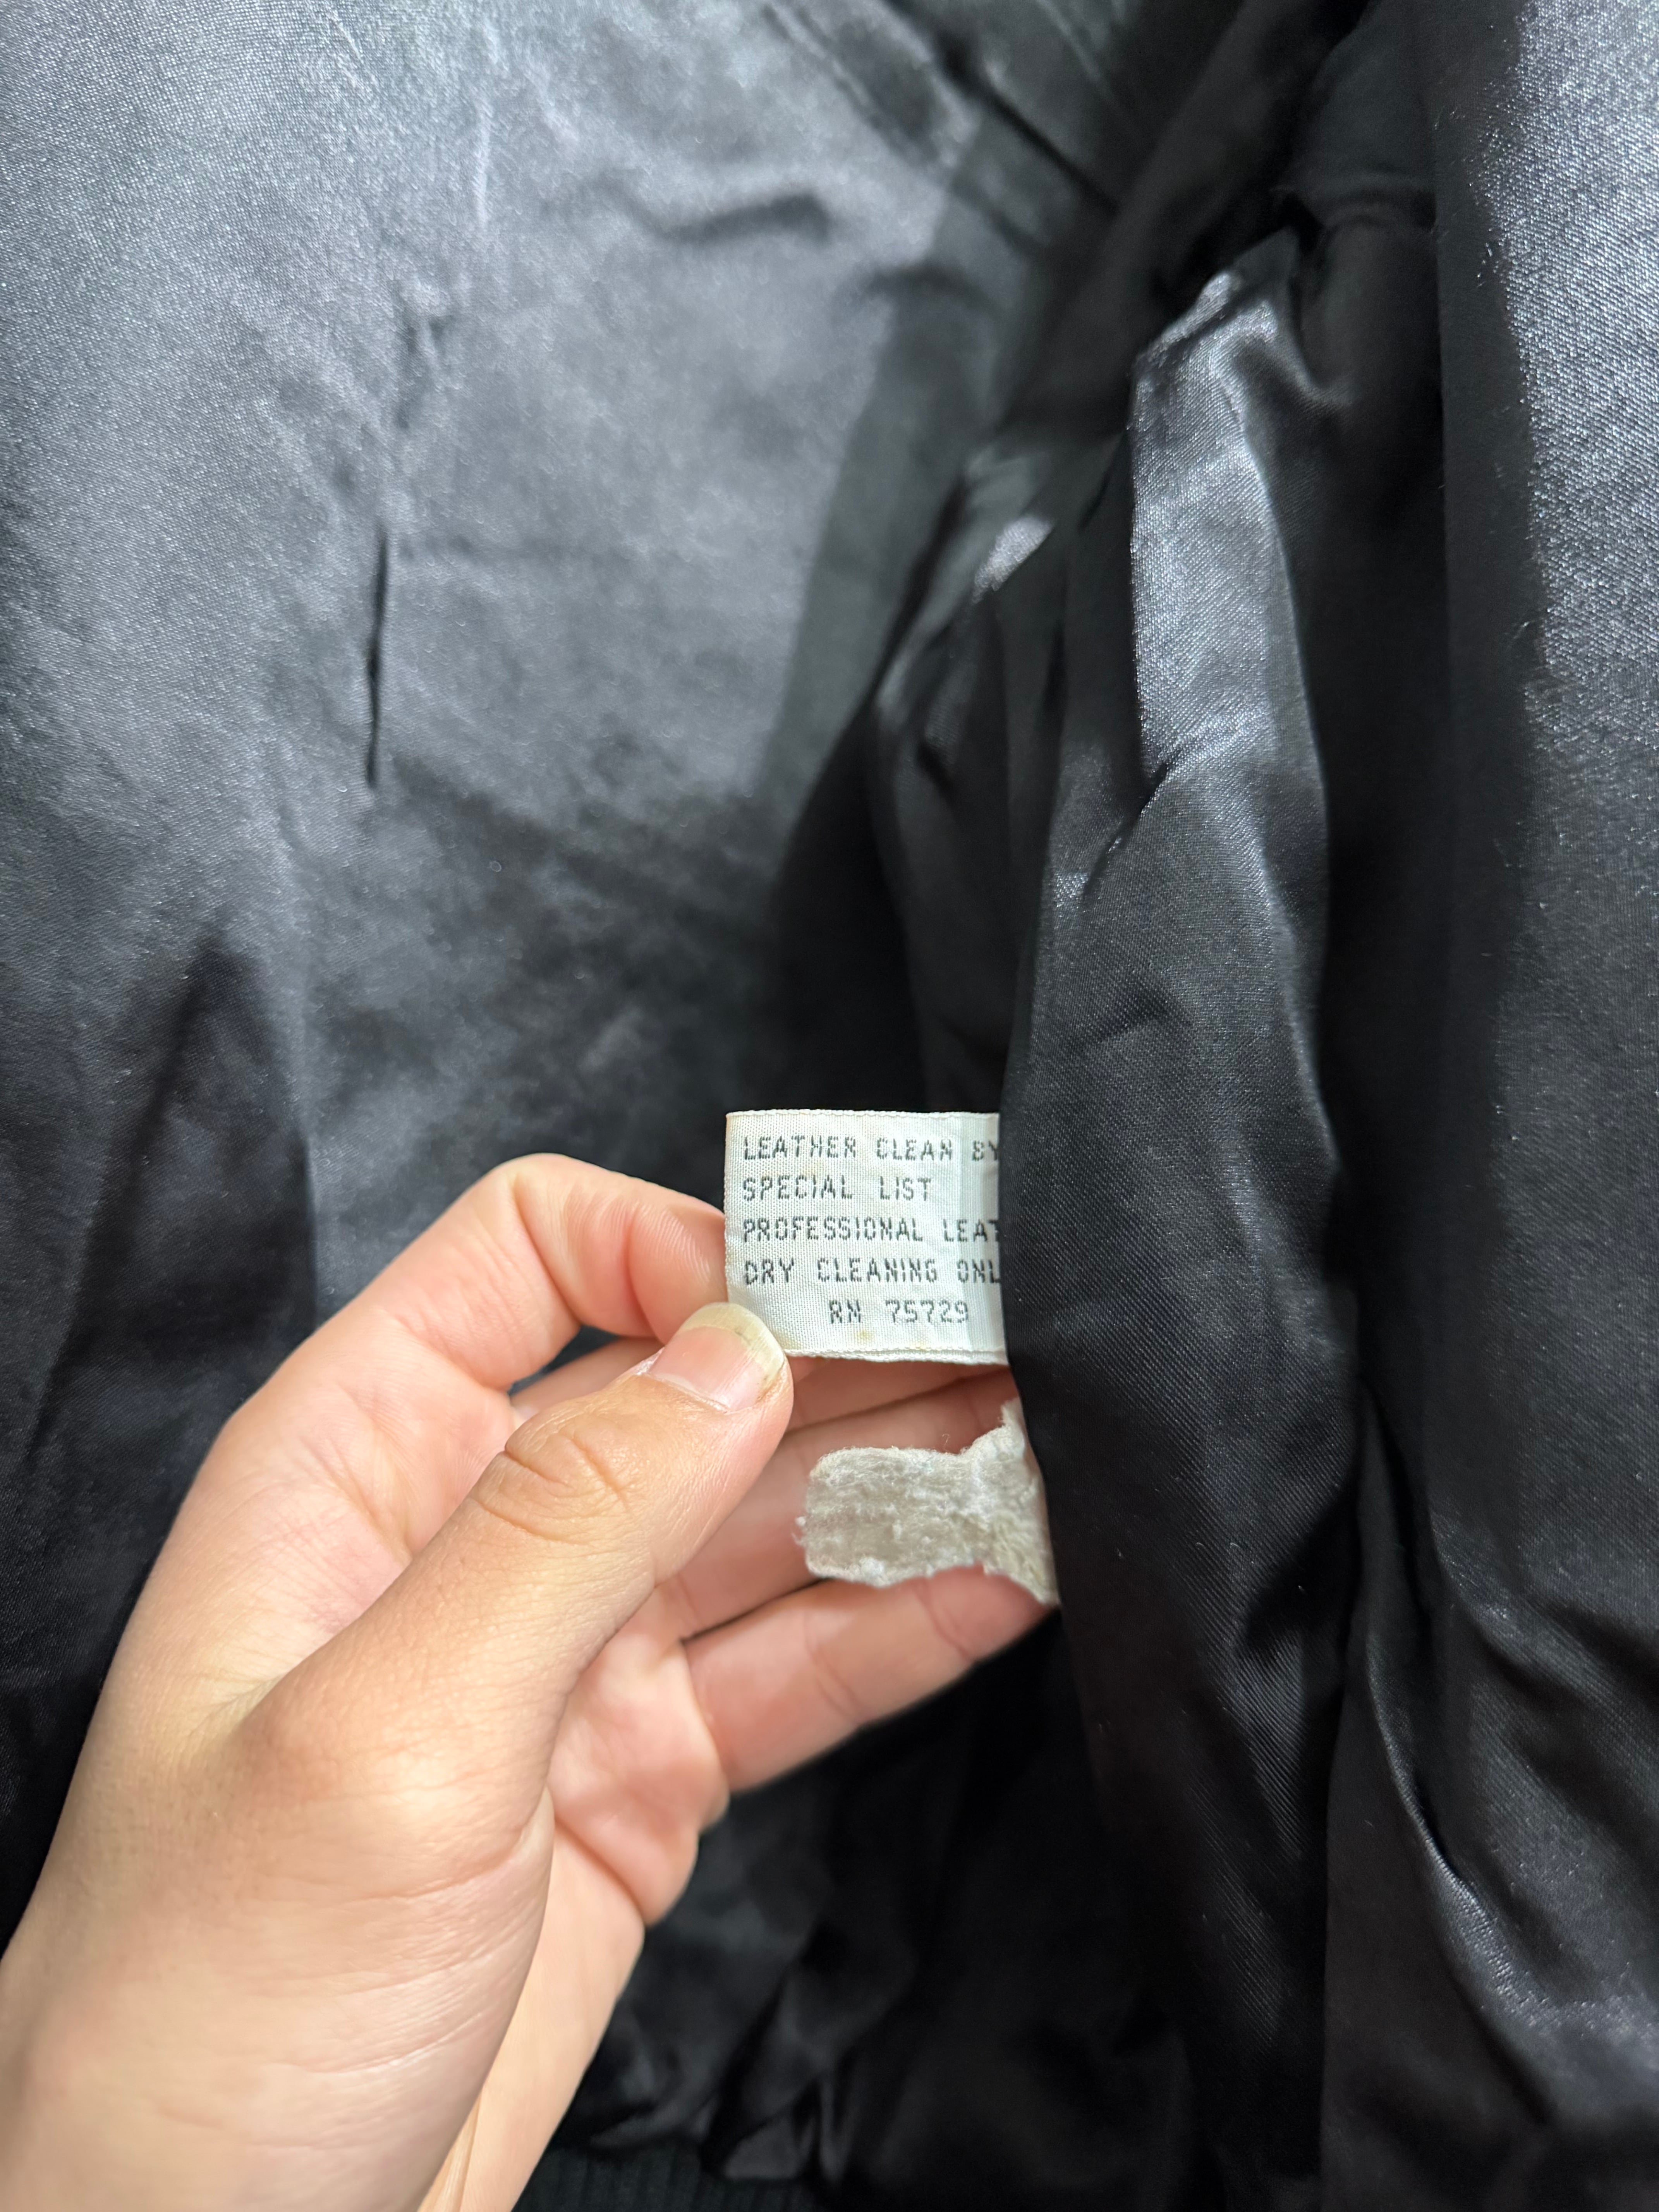 LEATHER CLEAN BY
SPECIAL LIST
PROFESSIONAL LEAT
DRY CLEANING ONL
RN 75729